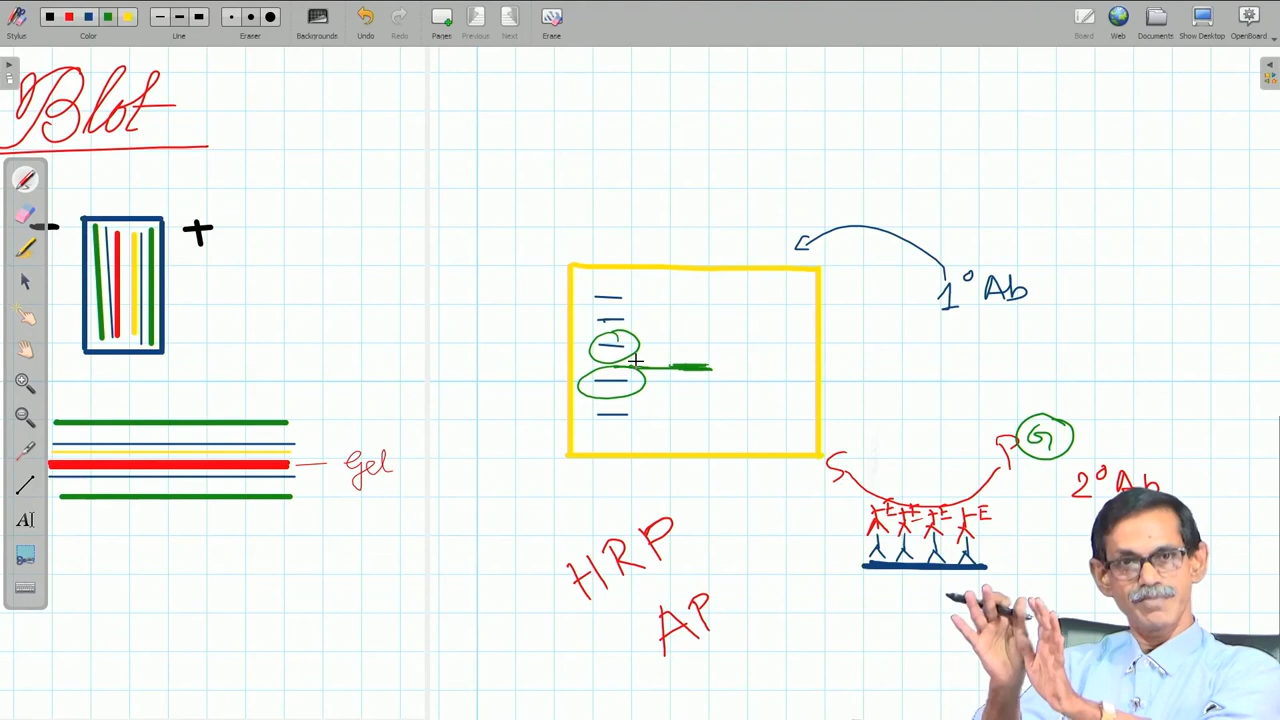 Stylus
Color
Line
Eraser
Backgrounds
Undo
Redo
Pages
Previous
Next
Erase
Board
Web
Documents
Show Desktop
OpenBoard
Blot
- +
Gel
1° Ab
S P G
2° Ab
E E E E
HRP
AP
AI